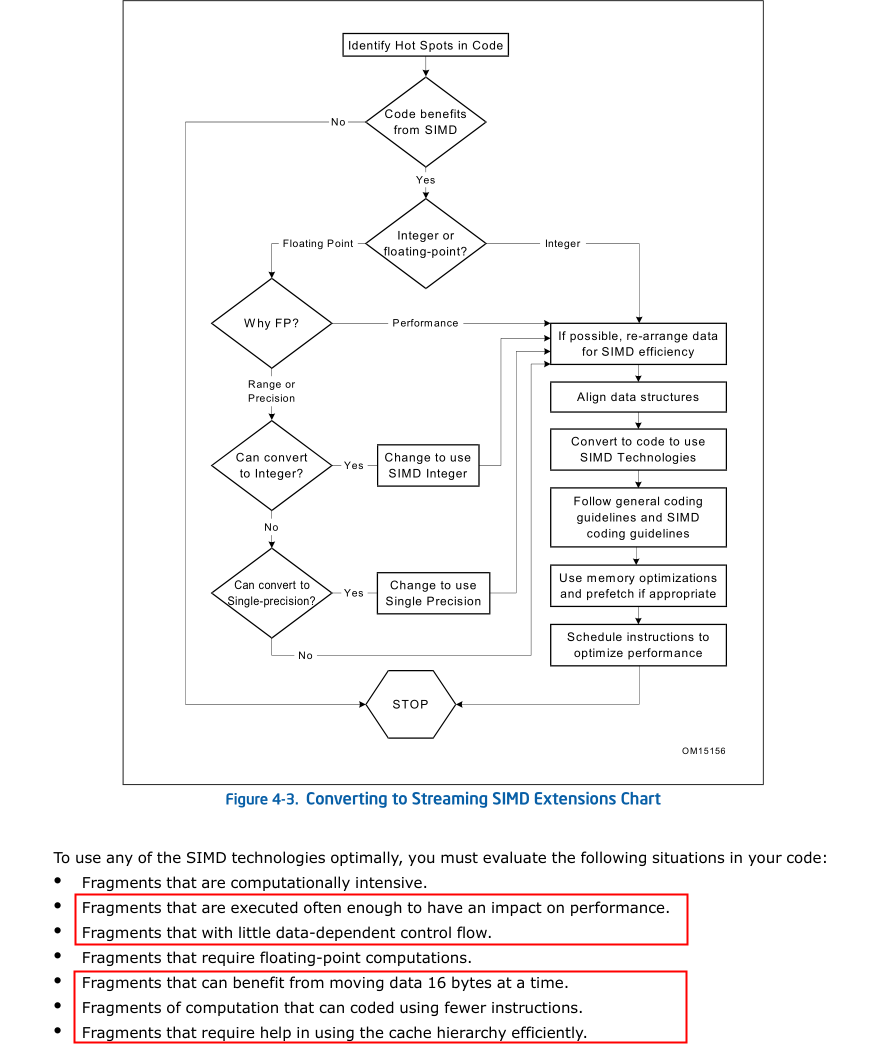 Identify Hot Spots in Code
Code benefits
from SIMD
No
Yes
Integer or
floating-point?
Floating Point
Integer
Why FP?
Performance
If possible, re-arrange data
for SIMD efficiency
Range or
Precision
Align data structures
Can convert
to Integer?
Yes
Change to use
SIMD Integer
Convert to code to use
SIMD Technologies
No
Follow general coding
guidelines and SIMD
coding guidelines
Can convert to
Single-precision?
Yes
Change to use
Single Precision
Use memory optimizations
and prefetch if appropriate
No
Schedule instructions to
optimize performance
STOP
OM15156
Figure 4-3. Converting to Streaming SIMD Extensions Chart
To use any of the SIMD technologies optimally, you must evaluate the following situations in your code:
• Fragments that are computationally intensive.
• Fragments that are executed often enough to have an impact on performance.
• Fragments that with little data-dependent control flow.
• Fragments that require floating-point computations.
• Fragments that can benefit from moving data 16 bytes at a time.
• Fragments of computation that can coded using fewer instructions.
• Fragments that require help in using the cache hierarchy efficiently.